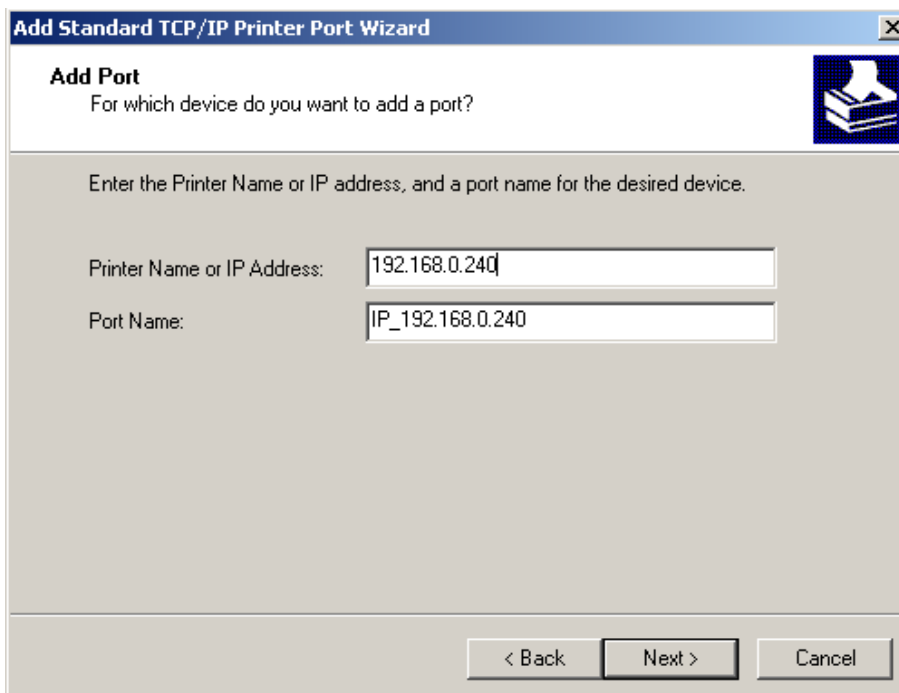 Add Standard TCP/IP Printer Port Wizard
Add Port
For which device do you want to add a port?
Enter the Printer Name or IP address, and a port name for the desired device.
Printer Name or IP Address: 192.168.0.240
Port Name: IP_192.168.0.240
< Back Next > Cancel